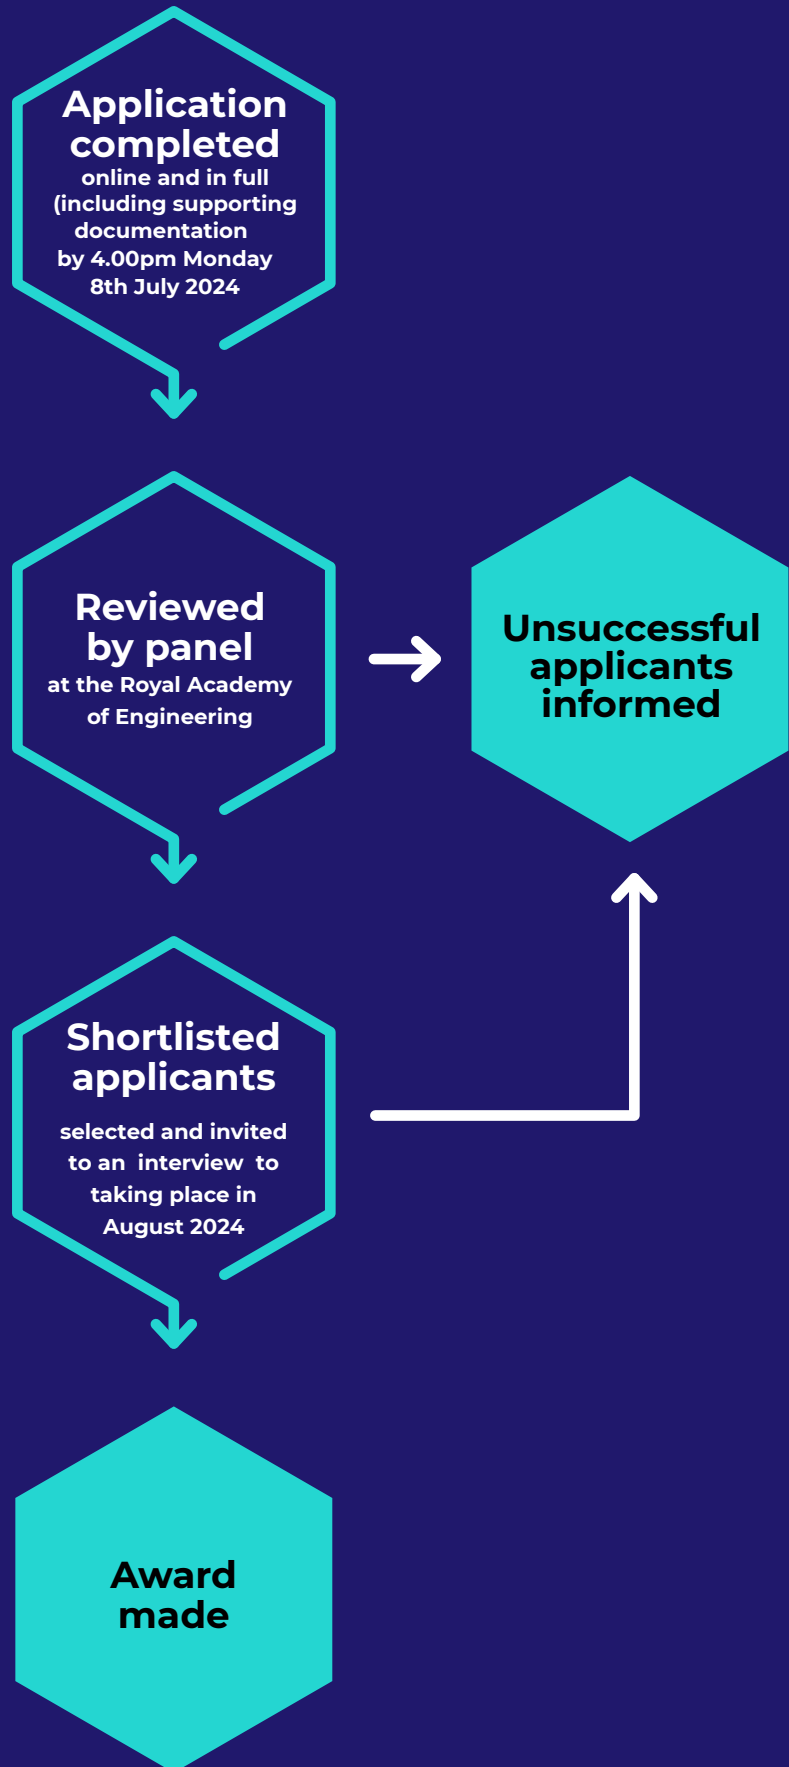 Application
completed
online and in full
(including supporting
documentation
by 4.00pm Monday
8th July 2024
Reviewed
by panel
at the Royal Academy
of Engineering
Unsuccessful
applicants
informed
Shortlisted
applicants
selected and invited
to an interview to
taking place in
August 2024
Award
made